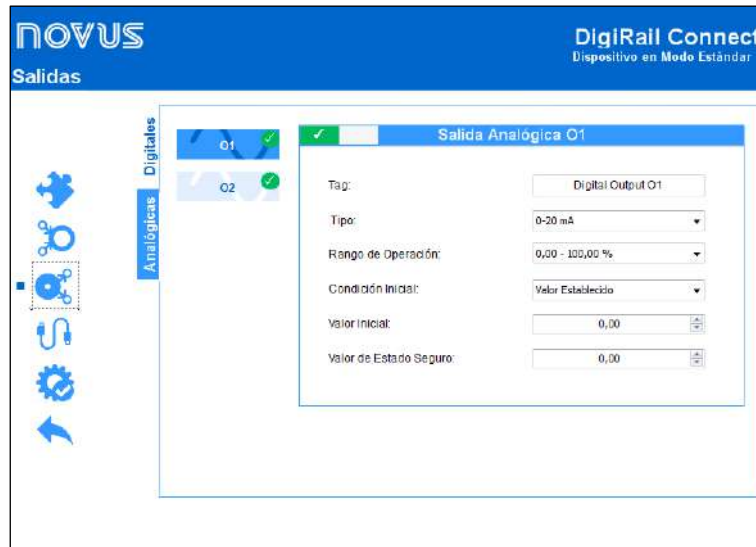 NOVUS
DigiRail Connect
Dispositivo en Modo Estándar
Salidas
Digitales
Analógicas
O1
O2
Salida Analógica O1
Tag: Digital Output O1
Tipo: 0-20 mA
Rango de Operación: 0,00 - 100,00 %
Condición Inicial: Valor Establecido
Valor Inicial: 0,00
Valor de Estado Seguro: 0,00